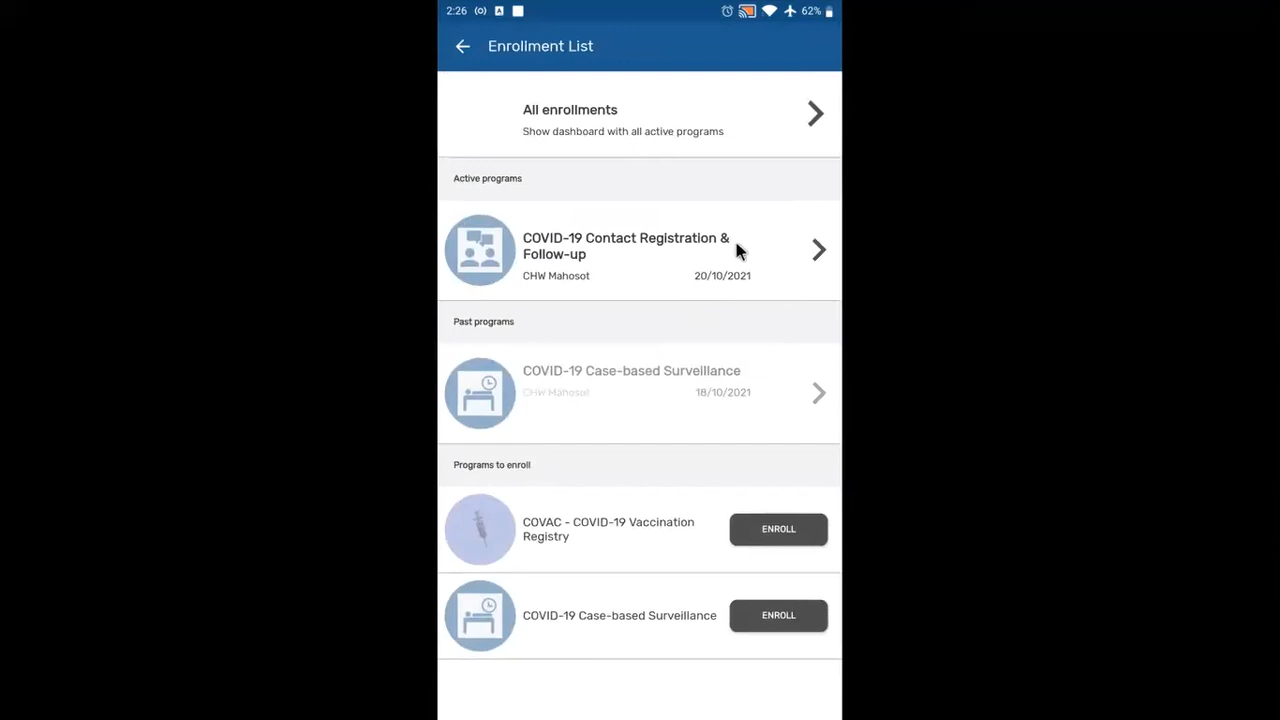 2:26 62%
Enrollment List
All enrollments
Show dashboard with all active programs
Active programs
COVID-19 Contact Registration &
Follow-up
CHW Mahosot 20/10/2021
Past programs
COVID-19 Case-based Surveillance
CHW Mahosot 18/10/2021
Programs to enroll
COVAC - COVID-19 Vaccination
Registry
ENROLL
COVID-19 Case-based Surveillance
ENROLL